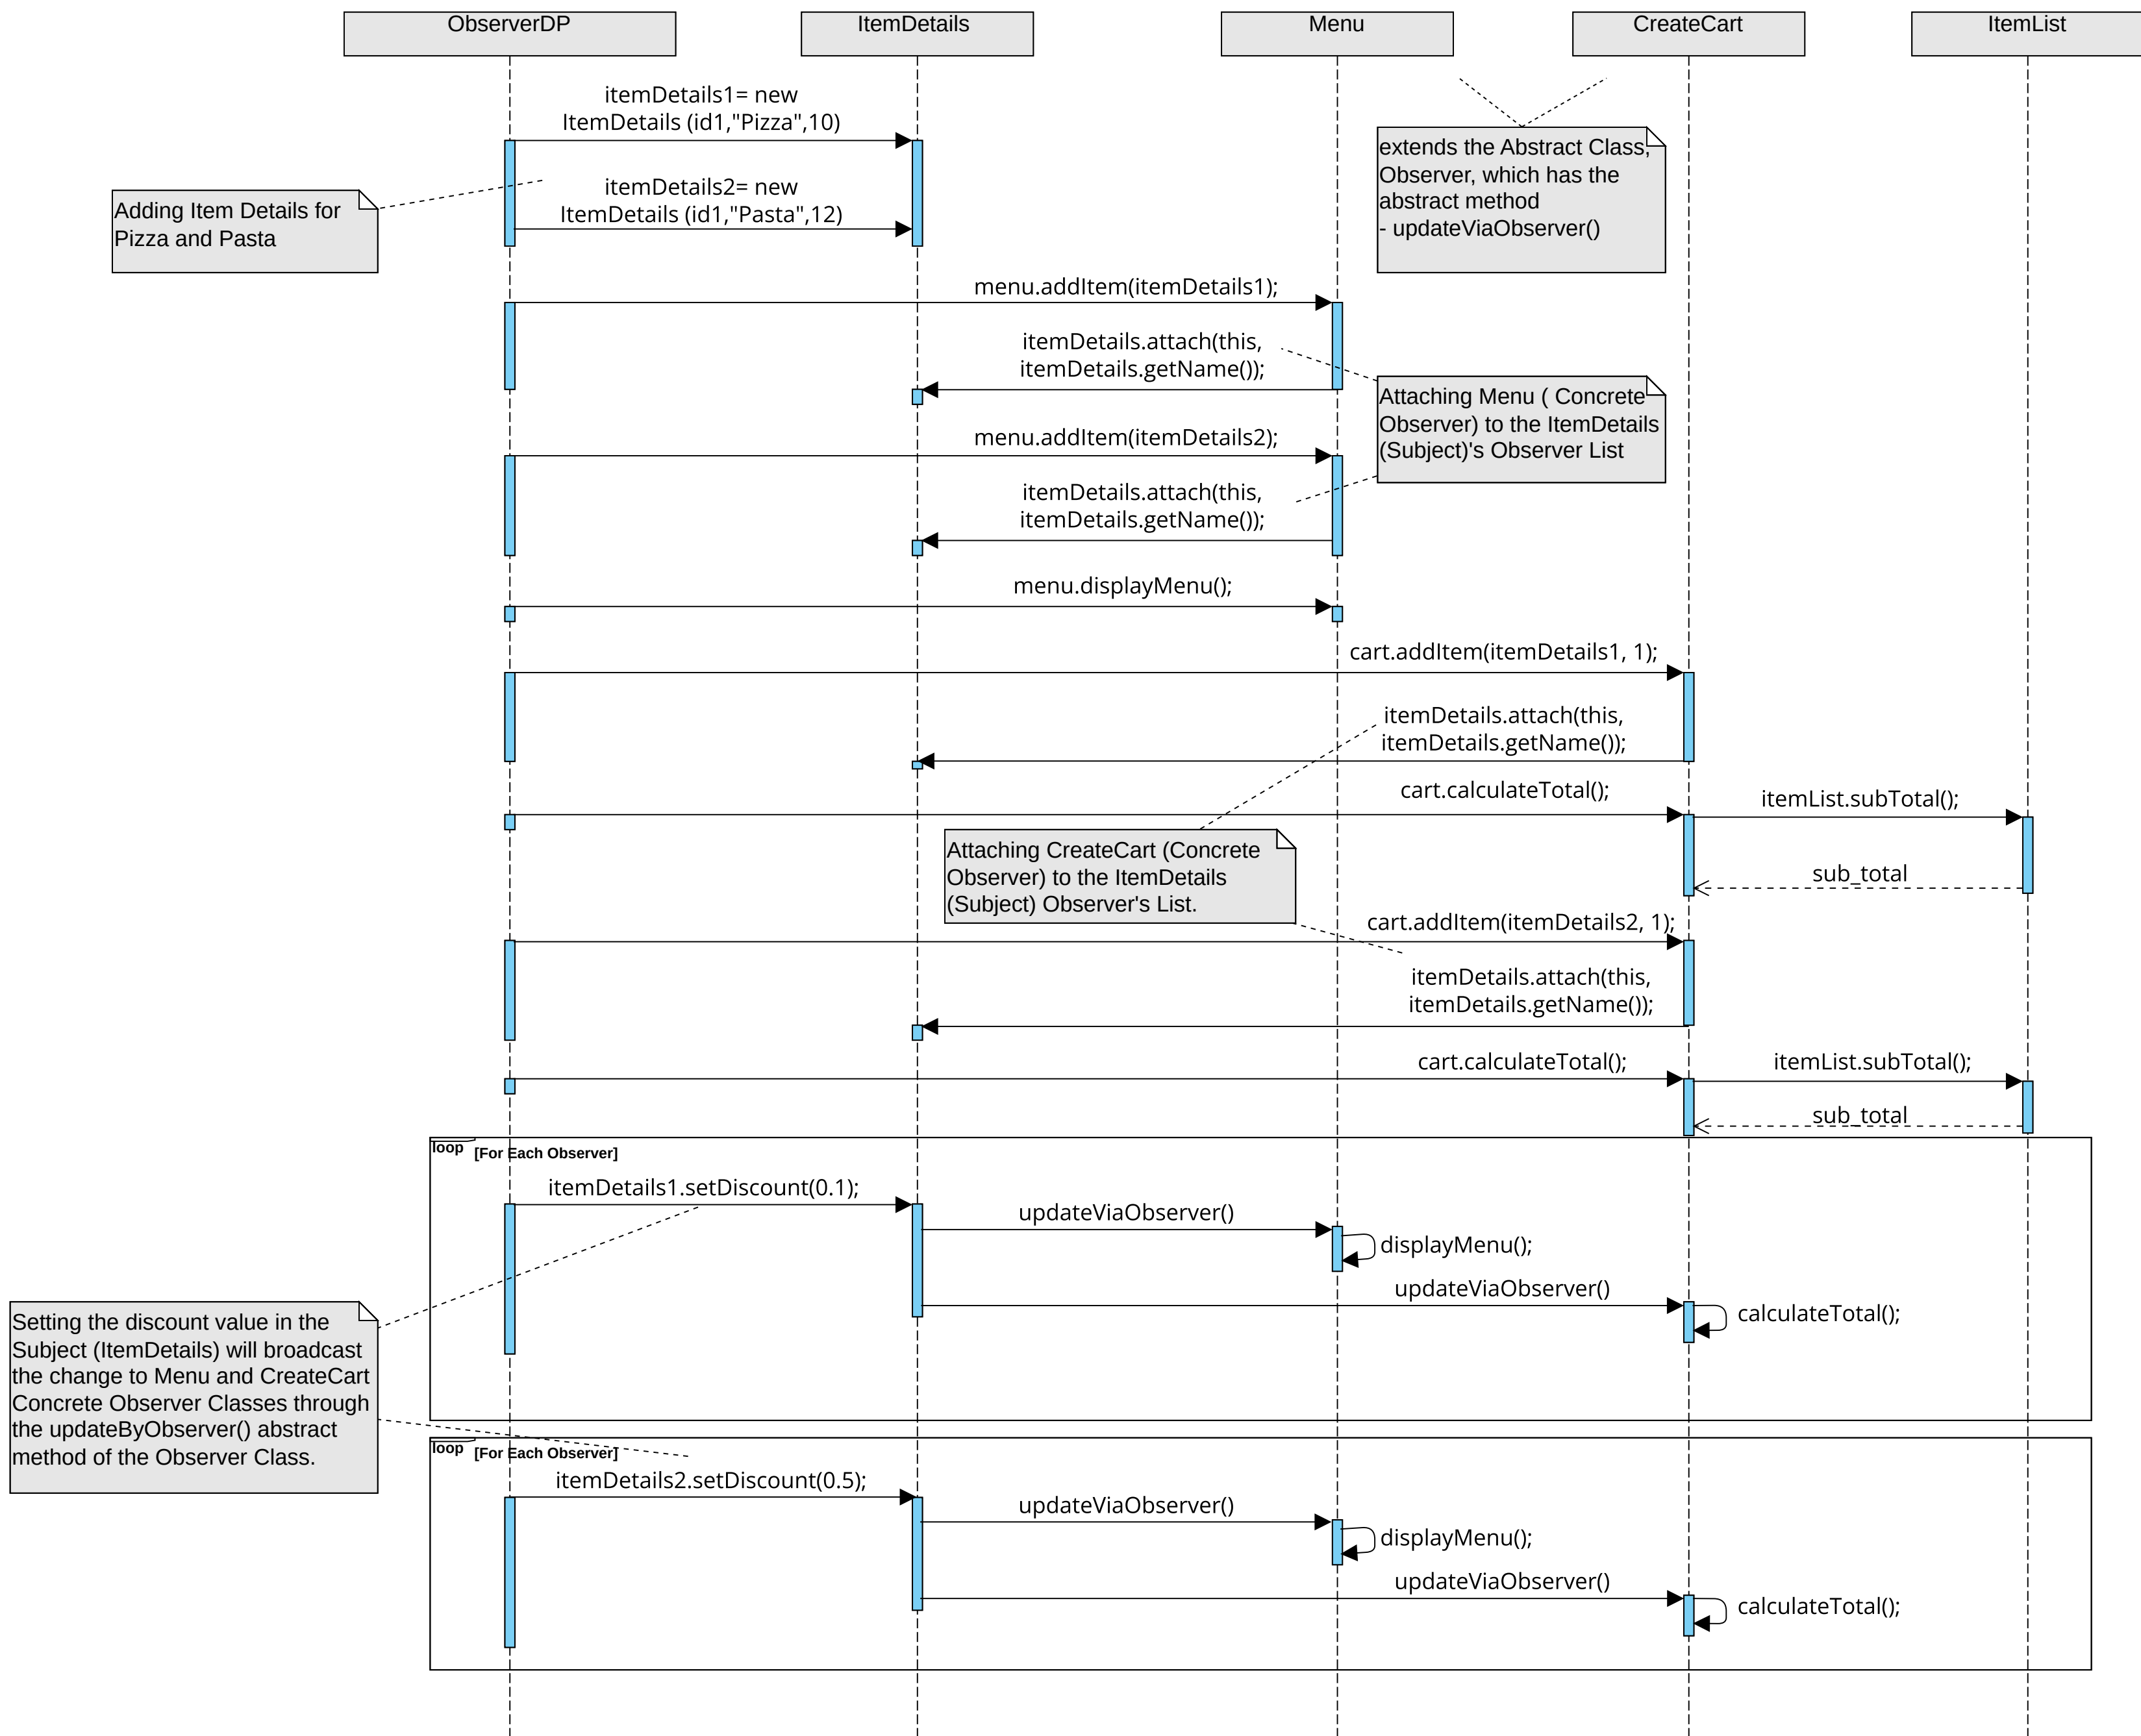 ObserverDP
ItemDetails
Menu
CreateCart
ItemList
itemDetails1= new
ItemDetails (id1,"Pizza",10)
extends the Abstract Class,
Observer, which has the
abstract method
- updateViaObserver()
Adding Item Details for
Pizza and Pasta
itemDetails2= new
ItemDetails (id1,"Pasta",12)
menu.addItem(itemDetails1);
itemDetails.attach(this,
itemDetails.getName());
Attaching Menu ( Concrete
Observer) to the ItemDetails
(Subject)'s Observer List
menu.addItem(itemDetails2);
itemDetails.attach(this,
itemDetails.getName());
menu.displayMenu();
cart.addItem(itemDetails1, 1);
itemDetails.attach(this,
itemDetails.getName());
cart.calculateTotal();
itemList.subTotal();
Attaching CreateCart (Concrete
Observer) to the ItemDetails
(Subject) Observer's List.
sub_total
cart.addItem(itemDetails2, 1);
itemDetails.attach(this,
itemDetails.getName());
cart.calculateTotal();
itemList.subTotal();
sub_total
loop
[For Each Observer]
itemDetails1.setDiscount(0.1);
updateViaObserver()
displayMenu();
updateViaObserver()
calculateTotal();
Setting the discount value in the
Subject (ItemDetails) will broadcast
the change to Menu and CreateCart
Concrete Observer Classes through
the updateByObserver() abstract
method of the Observer Class.
loop
[For Each Observer]
itemDetails2.setDiscount(0.5);
updateViaObserver()
displayMenu();
updateViaObserver()
calculateTotal();